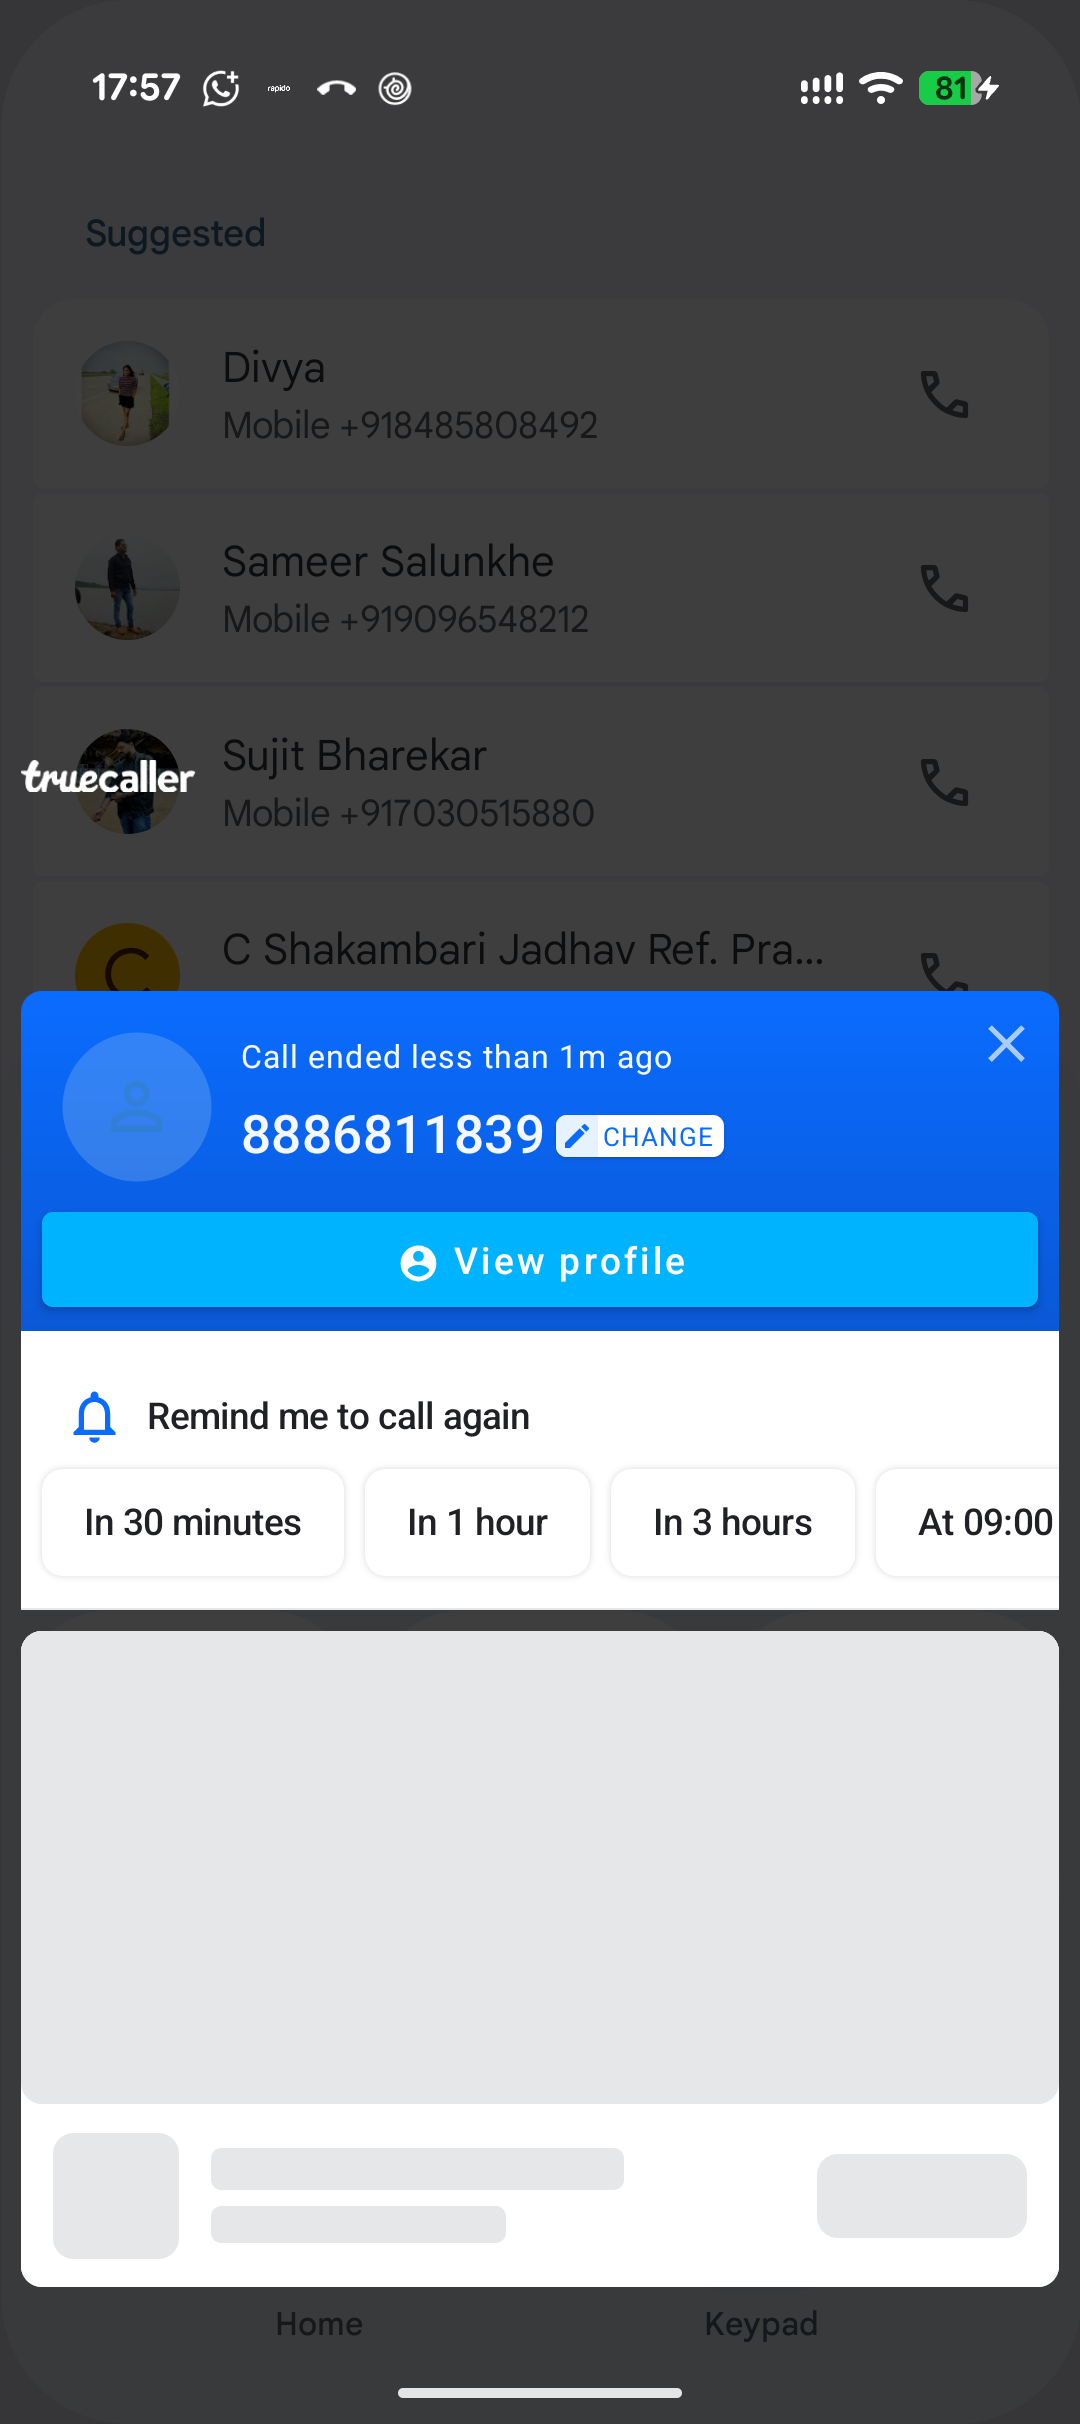 17:57
rapido
81
Suggested
Divya
Mobile +918485808492
Sameer Salunkhe
Mobile +919096548212
Sujit Bharekar
Mobile +917030515880
truecaller
C
C Shakambari Jadhav Ref. Pra...
Call ended less than 1m ago
8886811839
CHANGE
View profile
Remind me to call again
In 30 minutes
In 1 hour
In 3 hours
At 09:00
Home
Keypad